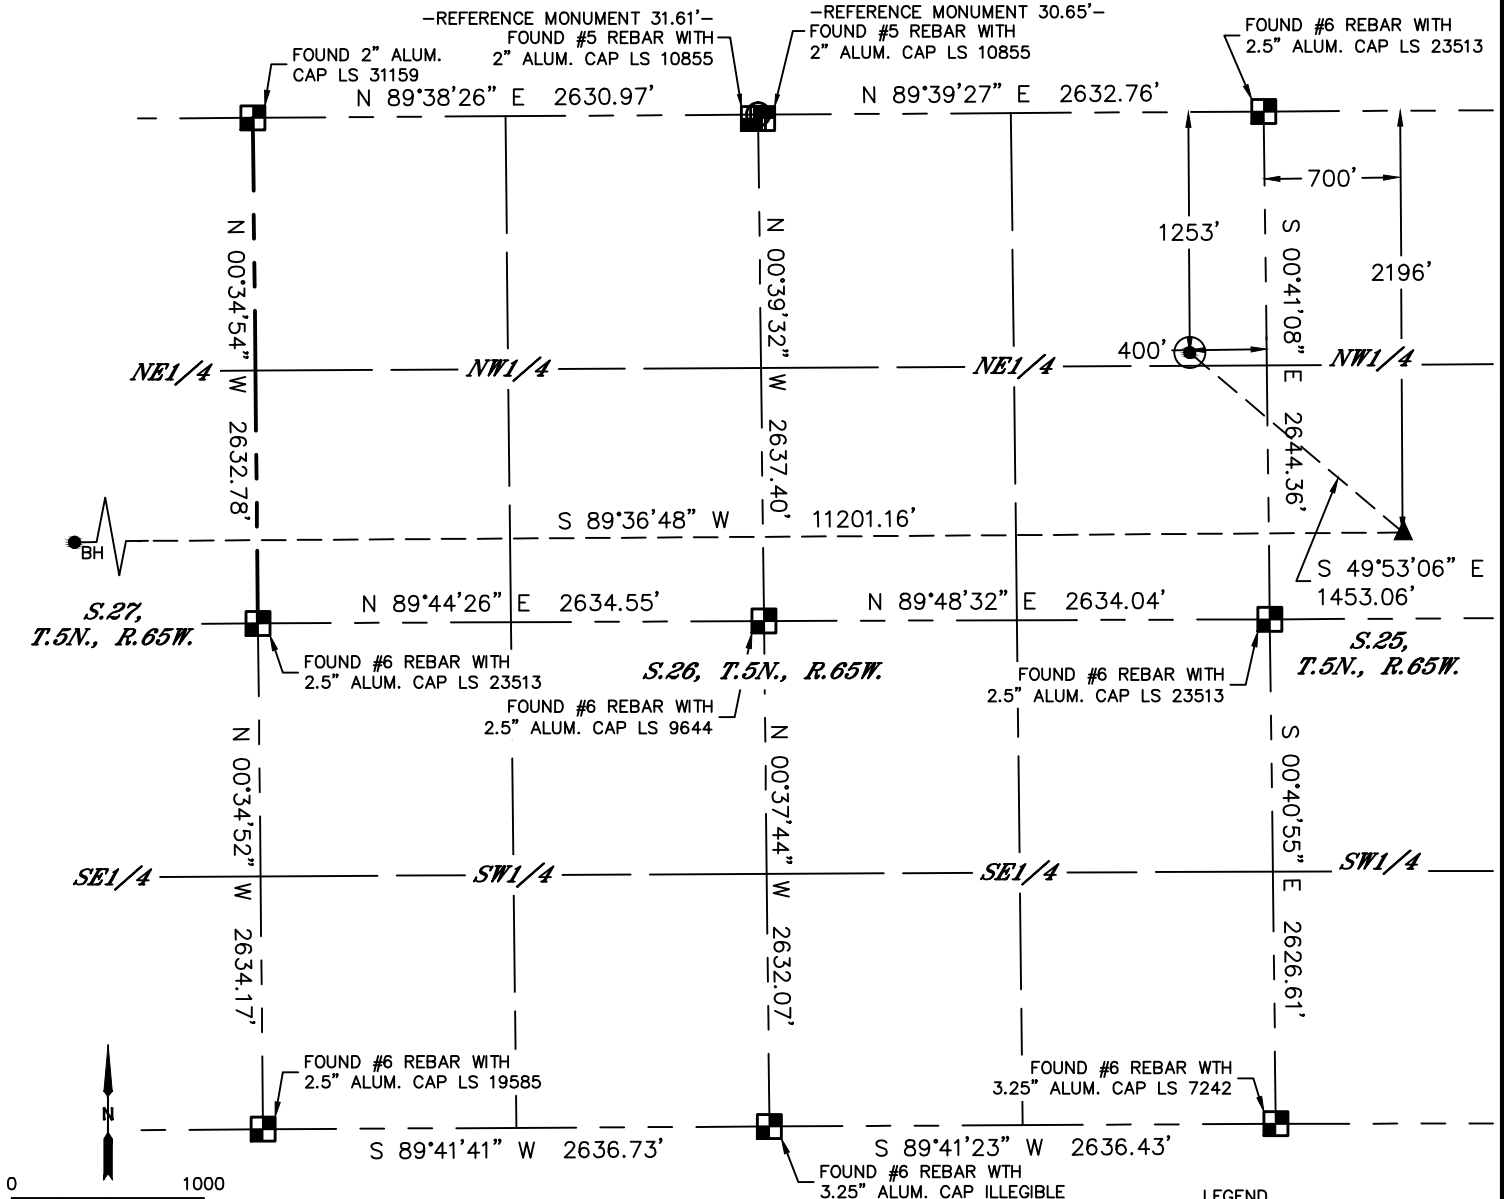 -REFERENCE MONUMENT 31.61'-
FOUND #5 REBAR WITH
2" ALUM. CAP LS 10855
-REFERENCE MONUMENT 30.65'-
FOUND #5 REBAR WITH
2" ALUM. CAP LS 10855
FOUND #6 REBAR WITH
2.5" ALUM. CAP LS 23513
FOUND 2" ALUM.
CAP LS 31159
N 89°38'26" E 2630.97'
N 89°39'27" E 2632.76'
700'
1253'
2196'
400'
N 00°34'54" W 2632.78'
N 00°39'32" W 2637.40'
S 00°41'08" E 2644.36'
NE1/4
NW1/4
NE1/4
NW1/4
S 89°36'48" W 11201.16'
BH
S 49°53'06" E
1453.06'
S.27,
T.5N., R.65W.
N 89°44'26" E 2634.55'
N 89°48'32" E 2634.04'
S.25,
T.5N., R.65W.
FOUND #6 REBAR WITH
2.5" ALUM. CAP LS 23513
S.26, T.5N., R.65W.
FOUND #6 REBAR WITH
2.5" ALUM. CAP LS 9644
FOUND #6 REBAR WITH
2.5" ALUM. CAP LS 23513
N 00°34'52" W 2634.17'
N 00°37'44" W 2632.07'
S 00°40'55" E 2626.61'
SE1/4
SW1/4
SE1/4
SW1/4
FOUND #6 REBAR WITH
2.5" ALUM. CAP LS 19585
FOUND #6 REBAR WTH
3.25" ALUM. CAP LS 7242
N
S 89°41'41" W 2636.73'
S 89°41'23" W 2636.43'
FOUND #6 REBAR WTH
3.25" ALUM. CAP ILLEGIBLE
0 1000
LEGEND